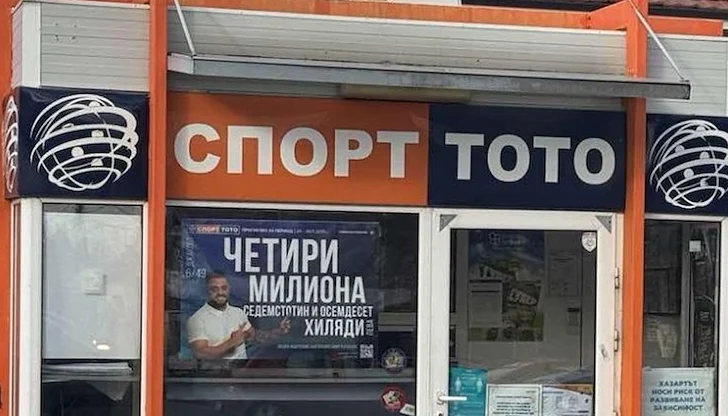 СПОРТ ТОТО
СПОРТ ТОТО
6/49
ЧЕТИРИ
МИЛИОНА
СЕДЕМСТОТИН И ОСЕМДЕСЕТ
ХИЛЯДИ
ЛЕВА
ХАЗАРТЪТ
НОСИ РИСК ОТ
РАЗВИВАНЕ НА
ЗАВИСИМОСТ